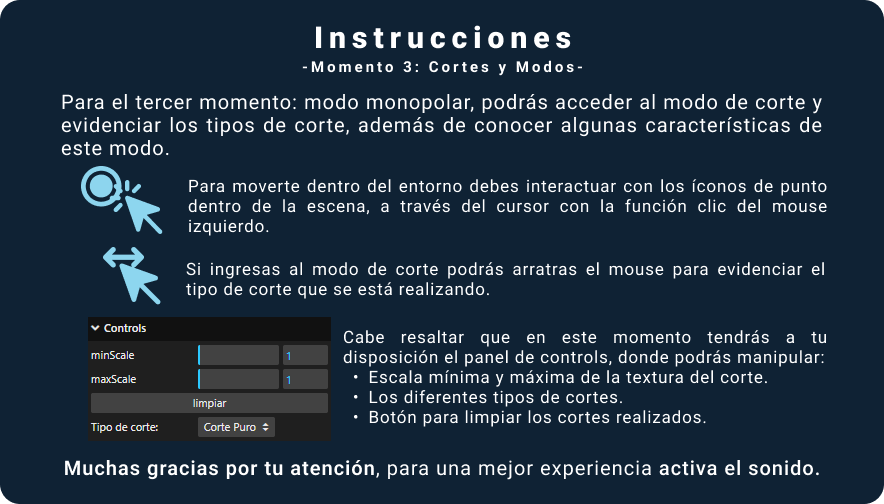 Instrucciones
-Momento 3: Cortes y Modos-
Para el tercer momento: modo monopolar, podrás acceder al modo de corte y
evidenciar los tipos de corte, además de conocer algunas características de
este modo.
Para moverte dentro del entorno debes interactuar con los íconos de punto
dentro de la escena, a través del cursor con la función clic del mouse
izquierdo.
Si ingresas al modo de corte podrás arratras el mouse para evidenciar el
tipo de corte que se está realizando.
Controls
minScale 1
maxScale 1
limpiar
Tipo de corte: Corte Puro
Cabe resaltar que en este momento tendrás a tu
disposición el panel de controls, donde podrás manipular:
• Escala mínima y máxima de la textura del corte.
• Los diferentes tipos de cortes.
• Botón para limpiar los cortes realizados.
Muchas gracias por tu atención, para una mejor experiencia activa el sonido.